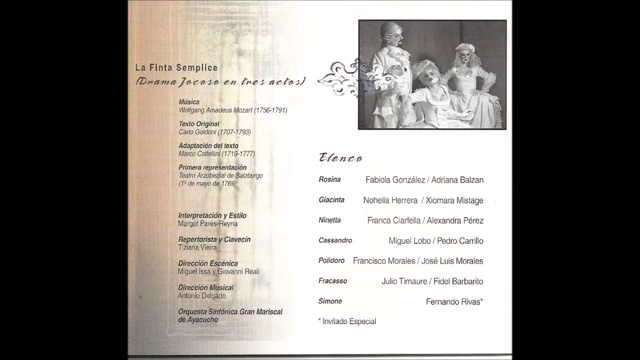 La Finta Semplice
(Drama Jocoso en tres actos)
Música
Wolfgang Amadeus Mozart (1756-1791)
Texto Original
Carlo Goldoni (1707-1793)
Adaptación del texto
Marco Coltellini (1719-1777)
Primera representación
Teatro Arzobispal de Salzburgo
(1º de mayo de 1769)
Interpretación y Estilo
Margot Parés-Reyna
Repertorista y Clavecín
Tiziana Vieira
Dirección Escénica
Miguel Issa y Giovanni Reali
Dirección Musical
Antonio Delgado
Orquesta Sinfónica Gran Mariscal
de Ayacucho
Elenco
Rosina Fabiola González / Adriana Balzan
Giacinta Nohelia Herrera / Xiomara Mistage
Ninetta Franca Ciarfella / Alexandra Pérez
Cassandro Miguel Lobo / Pedro Carrillo
Polidoro Francisco Morales / José Luis Morales
Fracasso Julio Timaure / Fidel Barbarito
Simone Fernando Rivas*
* Invitado Especial